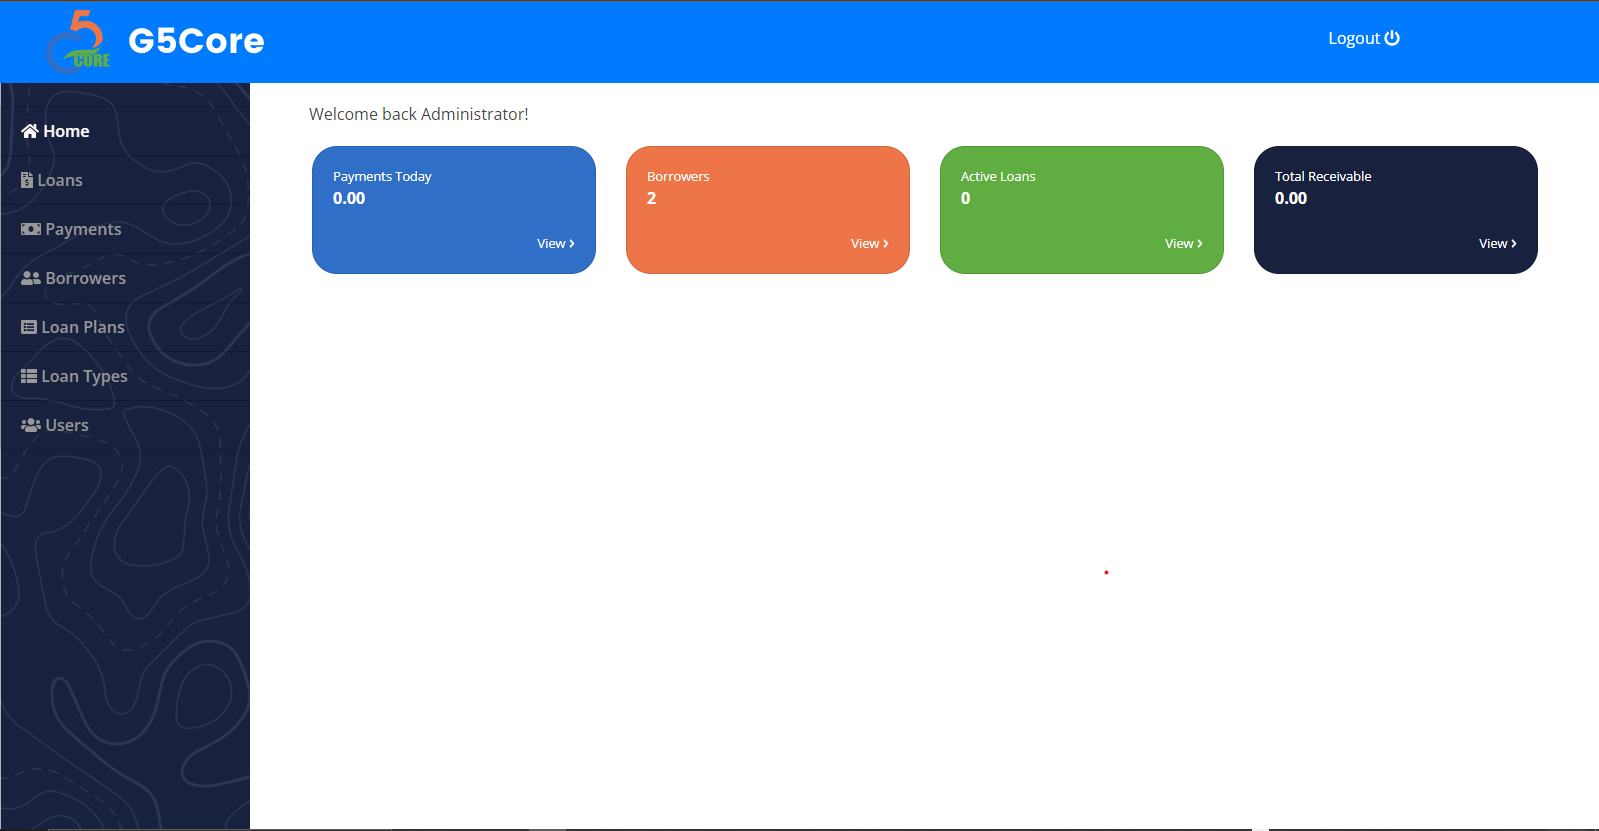 5
CORE
G5Core
Logout
Home
Loans
Payments
Borrowers
Loan Plans
Loan Types
Users
Welcome back Administrator!
Payments Today
0.00
View
Borrowers
2
View
Active Loans
0
View
Total Receivable
0.00
View